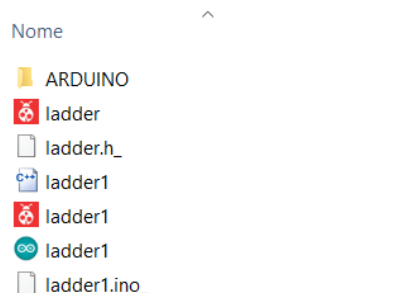 Nome
ARDUINO
ladder
ladder.h_
C++ ladder1
ladder1
ladder1
ladder1.ino_